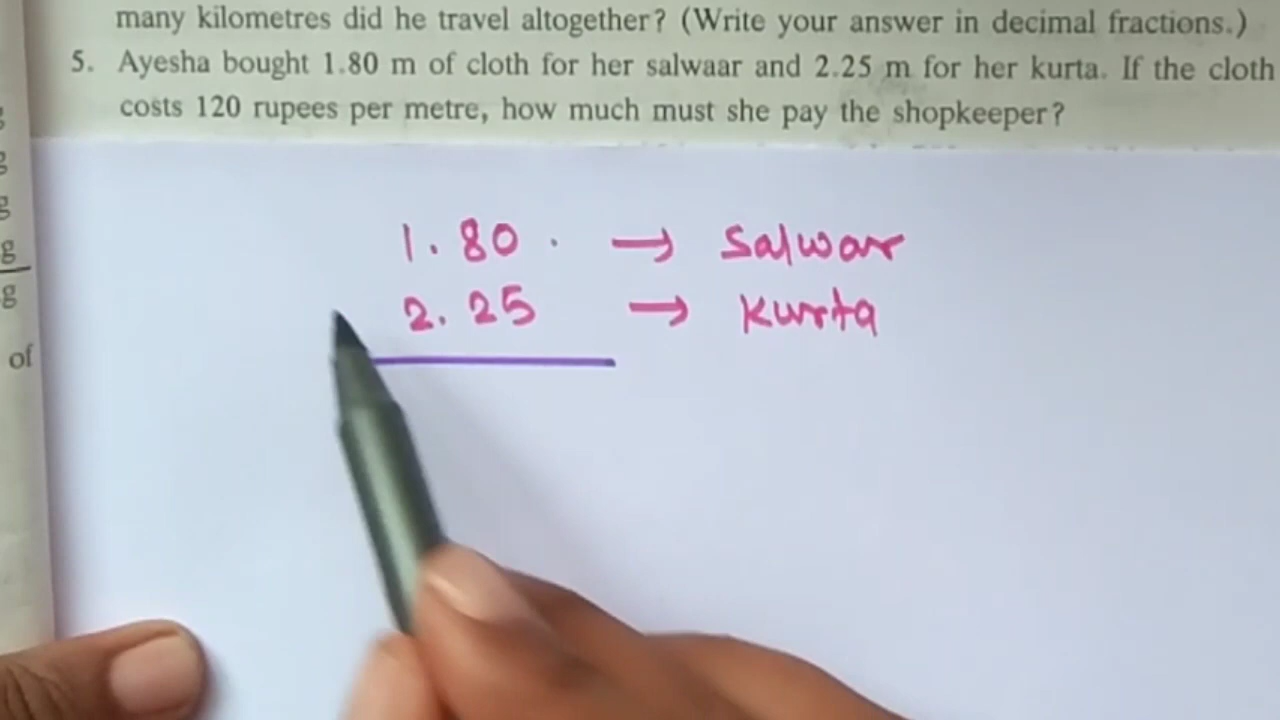 many kilometres did he travel altogether? (Write your answer in decimal fractions.)
5. Ayesha bought 1.80 m of cloth for her salwaar and 2.25 m for her kurta. If the cloth
costs 120 rupees per metre, how much must she pay the shopkeeper?
g
g
g
g
g
of
1.80 → Salwar
2.25 → Kurta